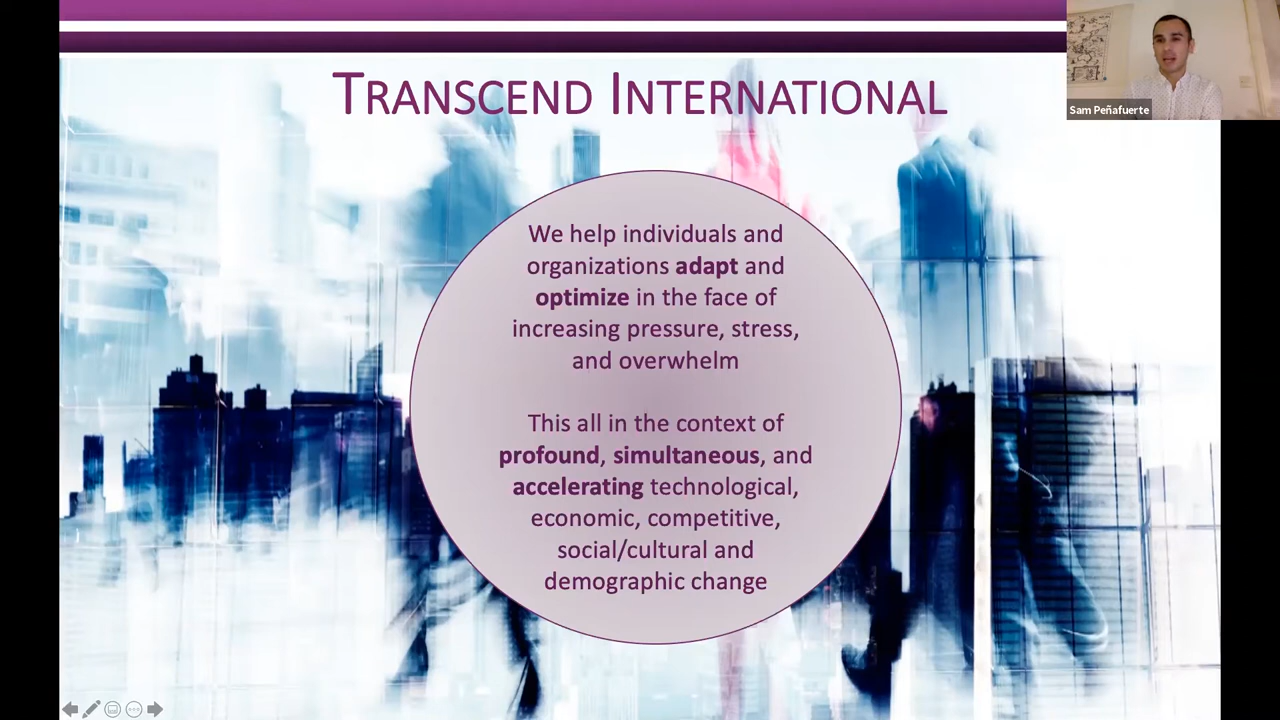 TRANSCEND INTERNATIONAL
Sam Peñafuerte
We help individuals and
organizations adapt and
optimize in the face of
increasing pressure, stress,
and overwhelm
This all in the context of
profound, simultaneous, and
accelerating technological,
economic, competitive,
social/cultural and
demographic change